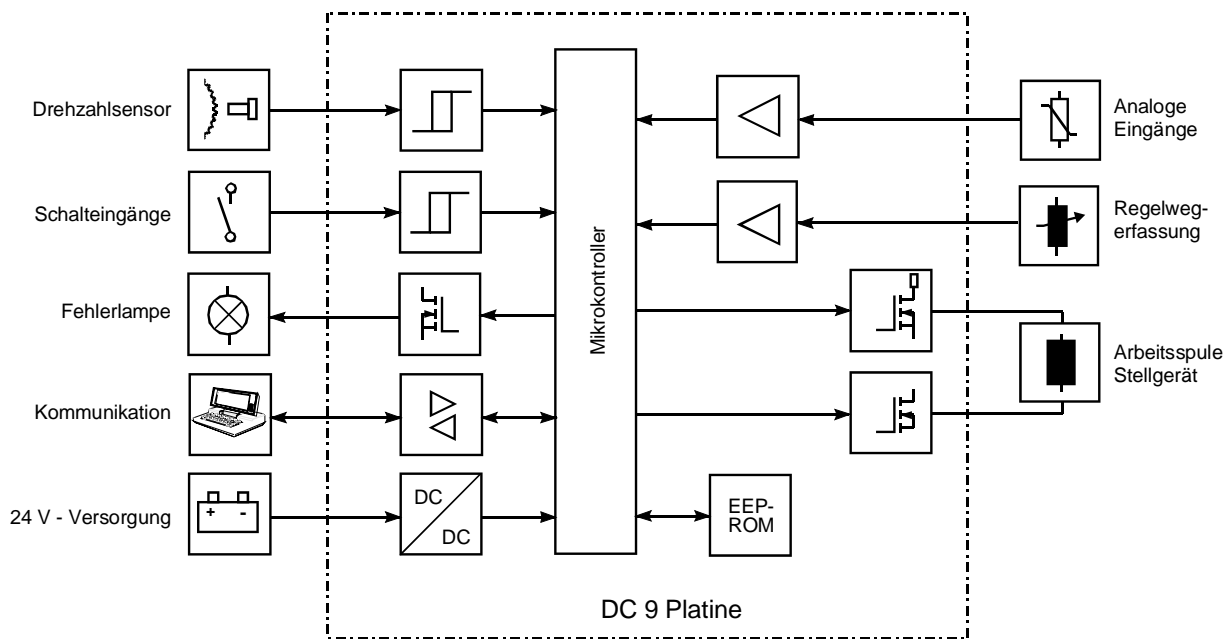 Drehzahlsensor
Schalteingänge
Fehlerlampe
Kommunikation
24 V - Versorgung
+ -
DC
DC
Mikrokontroller
EEP-
ROM
Analoge
Eingänge
Regelweg-
erfassung
Arbeitsspule
Stellgerät
DC 9 Platine